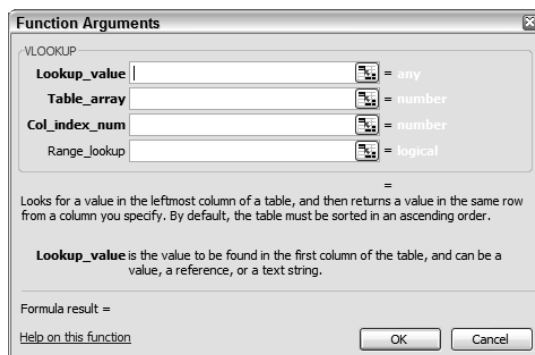 Function Arguments
VLOOKUP
Lookup_value = any
Table_array = number
Col_index_num = number
Range_lookup = logical
=
Looks for a value in the leftmost column of a table, and then returns a value in the same row
from a column you specify. By default, the table must be sorted in an ascending order.
Lookup_value is the value to be found in the first column of the table, and can be a
value, a reference, or a text string.
Formula result =
Help on this function
OK
Cancel